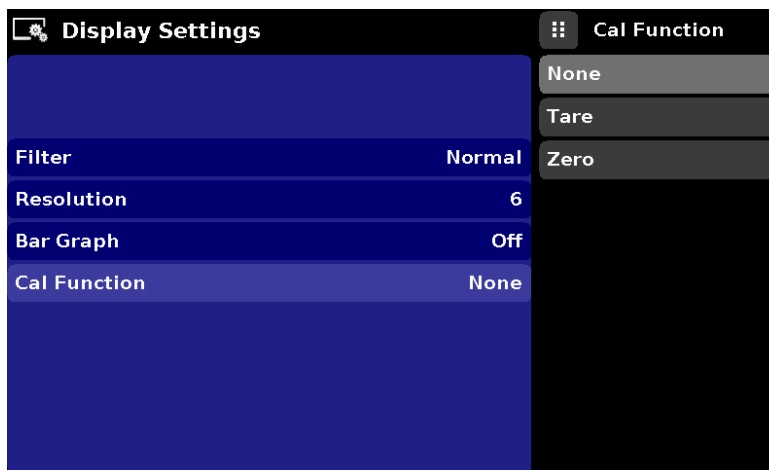 Display Settings
Filter Normal
Resolution 6
Bar Graph Off
Cal Function None
Cal Function
None
Tare
Zero